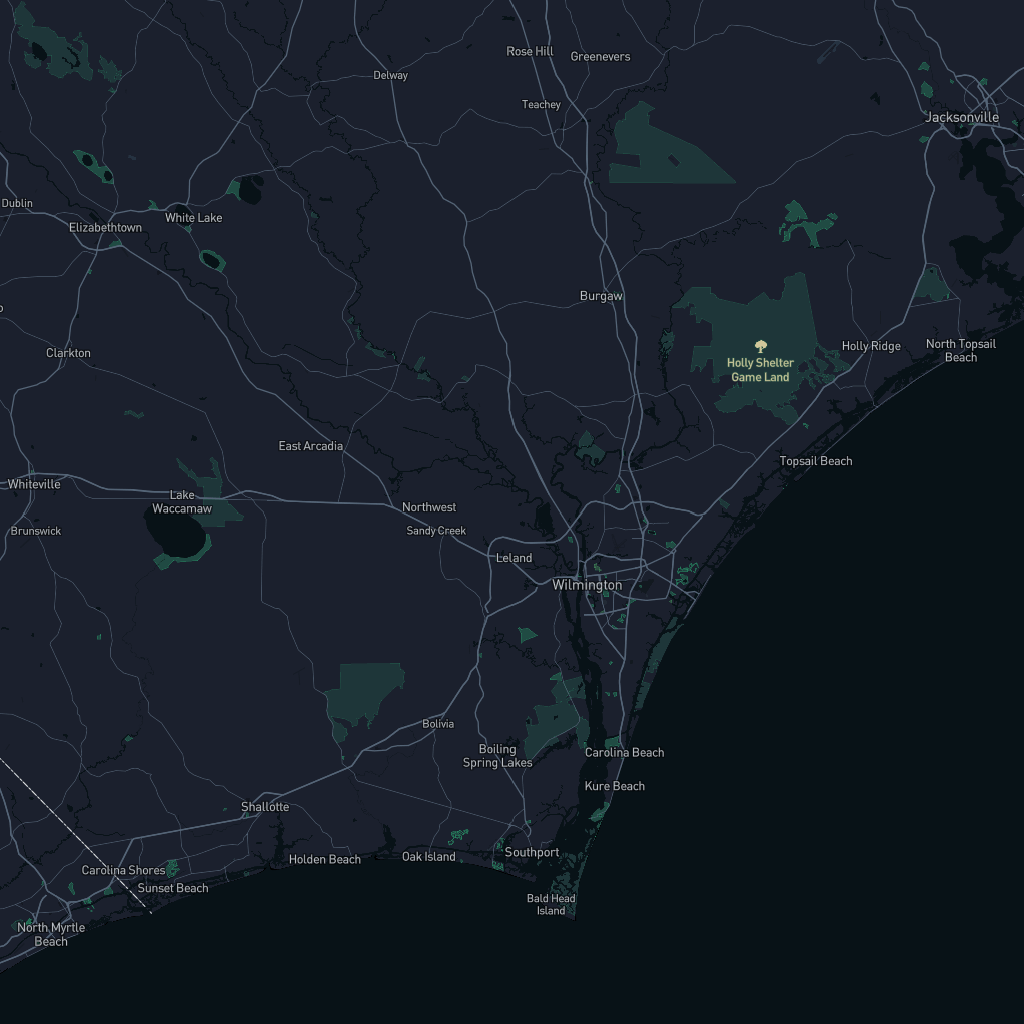 Rose Hill
Greenevers
Delway
Teachey
Jacksonville
Dublin
White Lake
Elizabethtown
Burgaw
Clarkton
Holly Ridge
North Topsail
Beach
Holly Shelter
Game Land
East Arcadia
Topsail Beach
Whiteville
Lake
Waccamaw
Northwest
Brunswick
Sandy Creek
Leland
Wilmington
Bolivia
Boiling
Spring Lakes
Carolina Beach
Kure Beach
Shallotte
Southport
Oak Island
Holden Beach
Carolina Shores
Sunset Beach
Bald Head
Island
North Myrtle
Beach